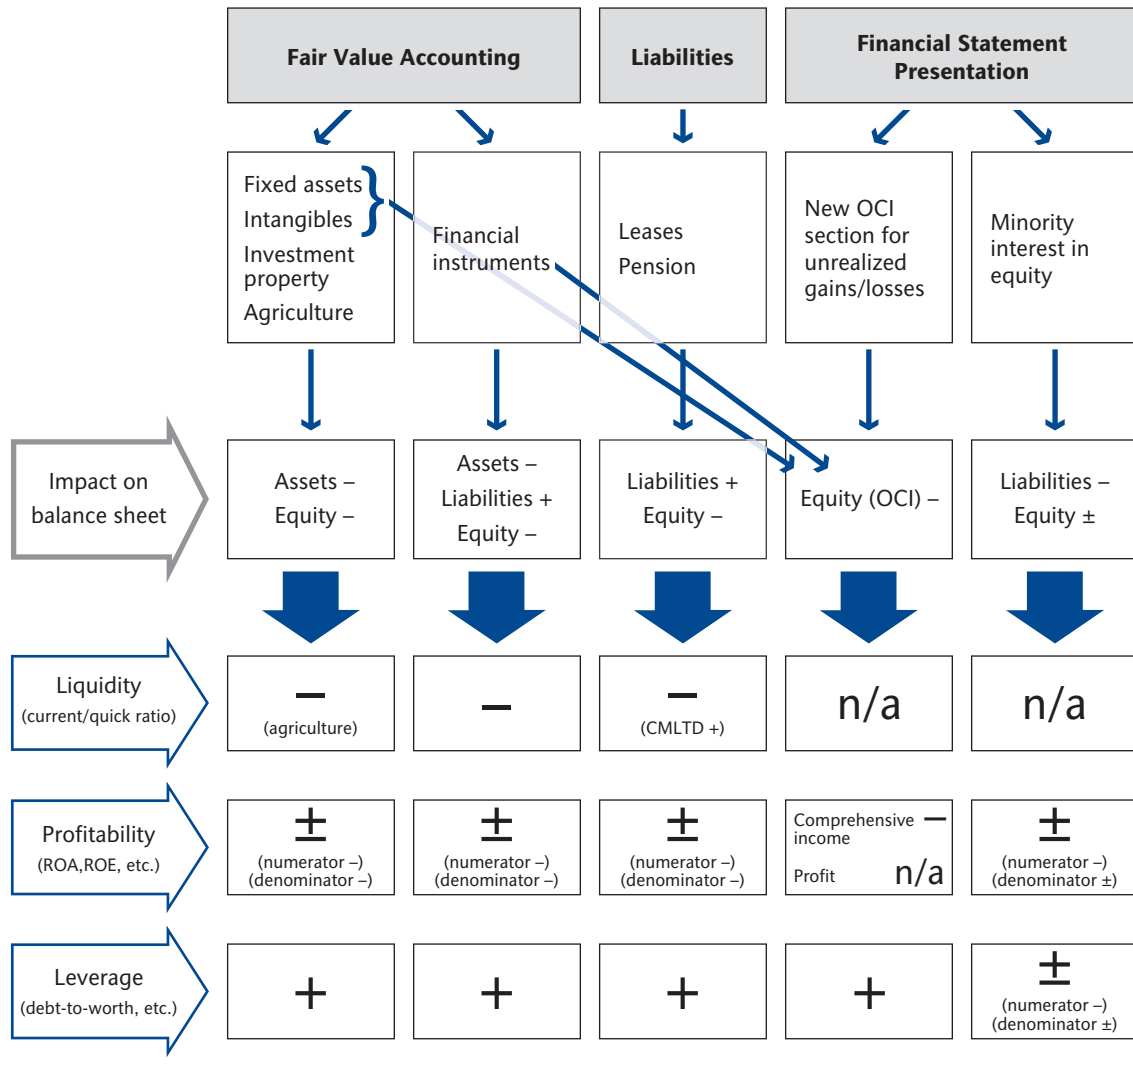 Fair Value Accounting
Liabilities
Financial Statement
Presentation
Fixed assets
Intangibles
Investment
property
Agriculture
Financial
instruments
Leases
Pension
New OCI
section for
unrealized
gains/losses
Minority
interest in
equity
Impact on
balance sheet
Assets –
Equity –
Assets –
Liabilities +
Equity –
Liabilities +
Equity –
Equity (OCI) –
Liabilities –
Equity ±
Liquidity
(current/quick ratio)
–
(agriculture)
–
–
(CMLTD +)
n/a
n/a
Profitability
(ROA,ROE, etc.)
±
(numerator –)
(denominator –)
±
(numerator –)
(denominator –)
±
(numerator –)
(denominator –)
Comprehensive –
income
Profit n/a
±
(numerator –)
(denominator ±)
Leverage
(debt-to-worth, etc.)
+
+
+
+
±
(numerator –)
(denominator ±)